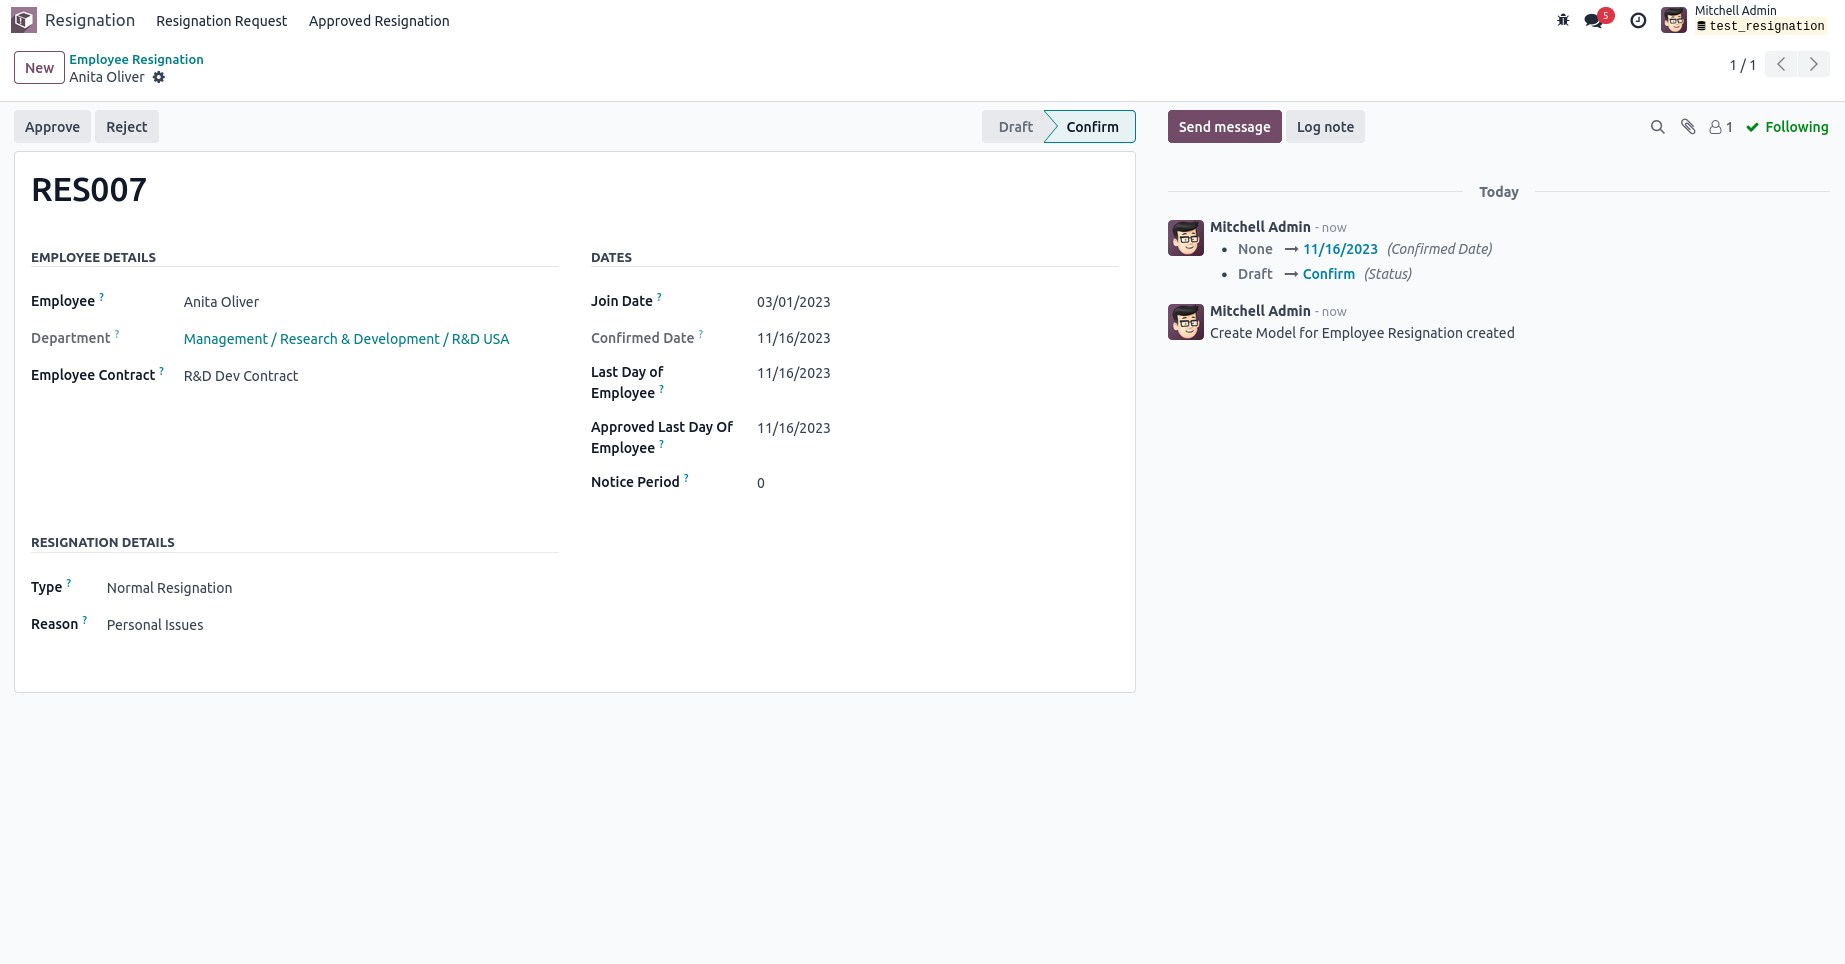 Resignation Resignation Request Approved Resignation
5
Mitchell Admin
test_resignation
New
Employee Resignation
Anita Oliver
1 / 1
Approve Reject
Draft Confirm
Send message Log note
1 Following
RES007
EMPLOYEE DETAILS
Employee ? Anita Oliver
Department ? Management / Research & Development / R&D USA
Employee Contract ? R&D Dev Contract
DATES
Join Date ? 03/01/2023
Confirmed Date ? 11/16/2023
Last Day of
Employee ? 11/16/2023
Approved Last Day Of
Employee ? 11/16/2023
Notice Period ? 0
RESIGNATION DETAILS
Type ? Normal Resignation
Reason ? Personal Issues
Today
Mitchell Admin - now
• None → 11/16/2023 (Confirmed Date)
• Draft → Confirm (Status)
Mitchell Admin - now
Create Model for Employee Resignation created